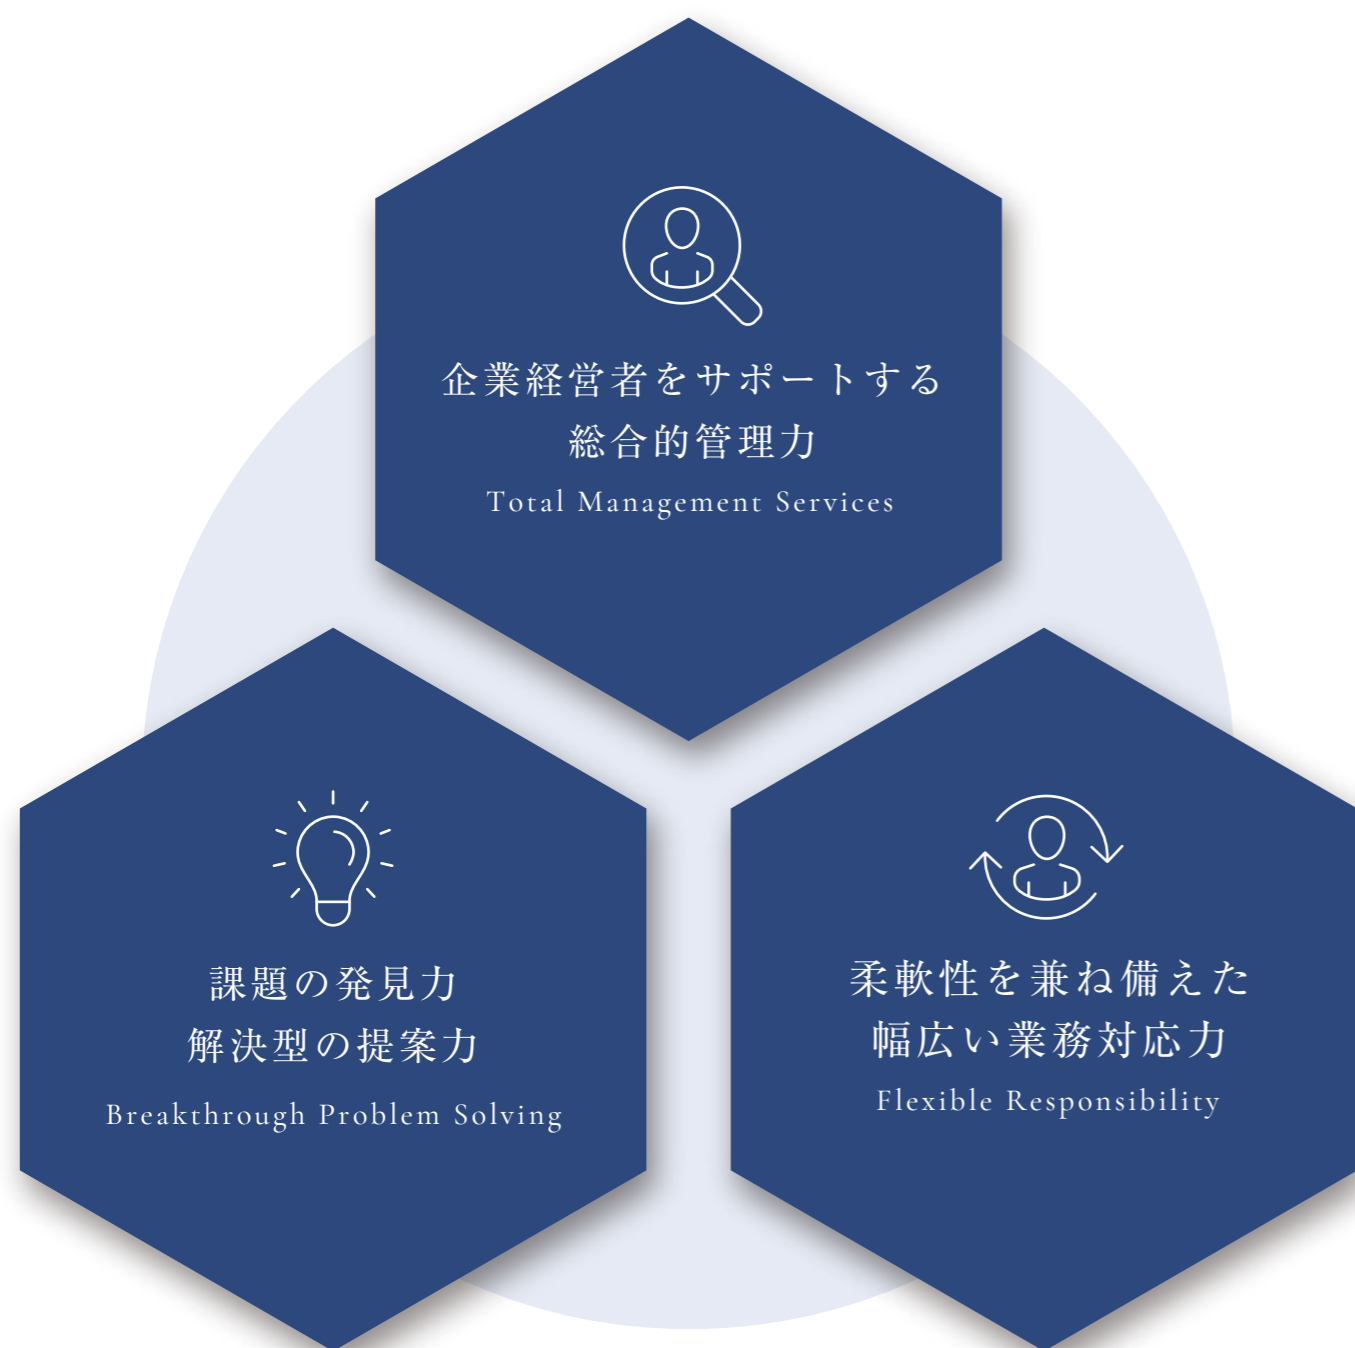 企業経営者をサポートする
総合的管理力
Total Management Services
課題の発見力
解決型の提案力
Breakthrough Problem Solving
柔軟性を兼ね備えた
幅広い業務対応力
Flexible Responsibility